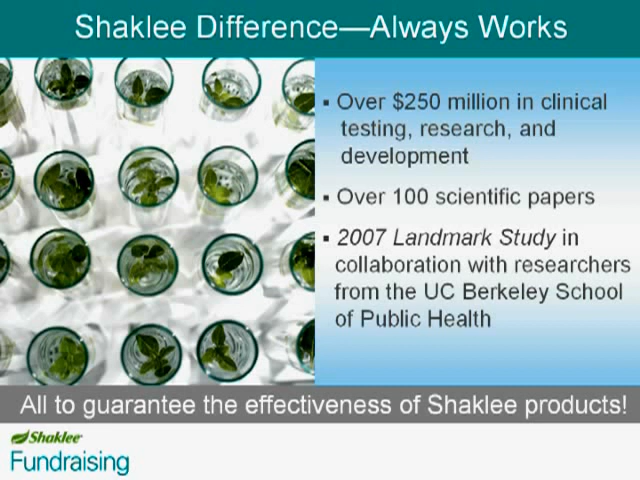 Shaklee Difference—Always Works
▪ Over $250 million in clinical
testing, research, and
development
▪ Over 100 scientific papers
▪ 2007 Landmark Study in
collaboration with researchers
from the UC Berkeley School
of Public Health
All to guarantee the effectiveness of Shaklee products!
Shaklee
Fundraising